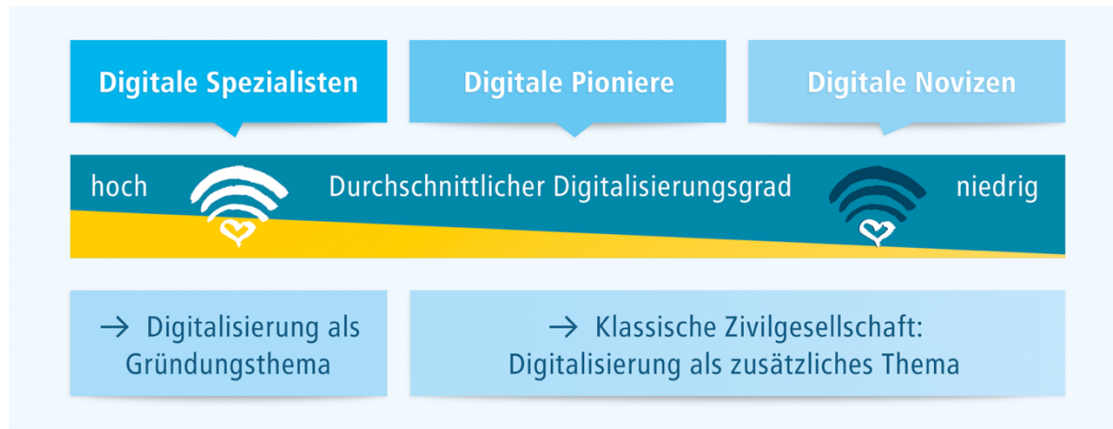 Digitale Spezialisten
Digitale Pioniere
Digitale Novizen
hoch
Durchschnittlicher Digitalisierungsgrad
niedrig
→ Digitalisierung als
Gründungsthema
→ Klassische Zivilgesellschaft:
Digitalisierung als zusätzliches Thema